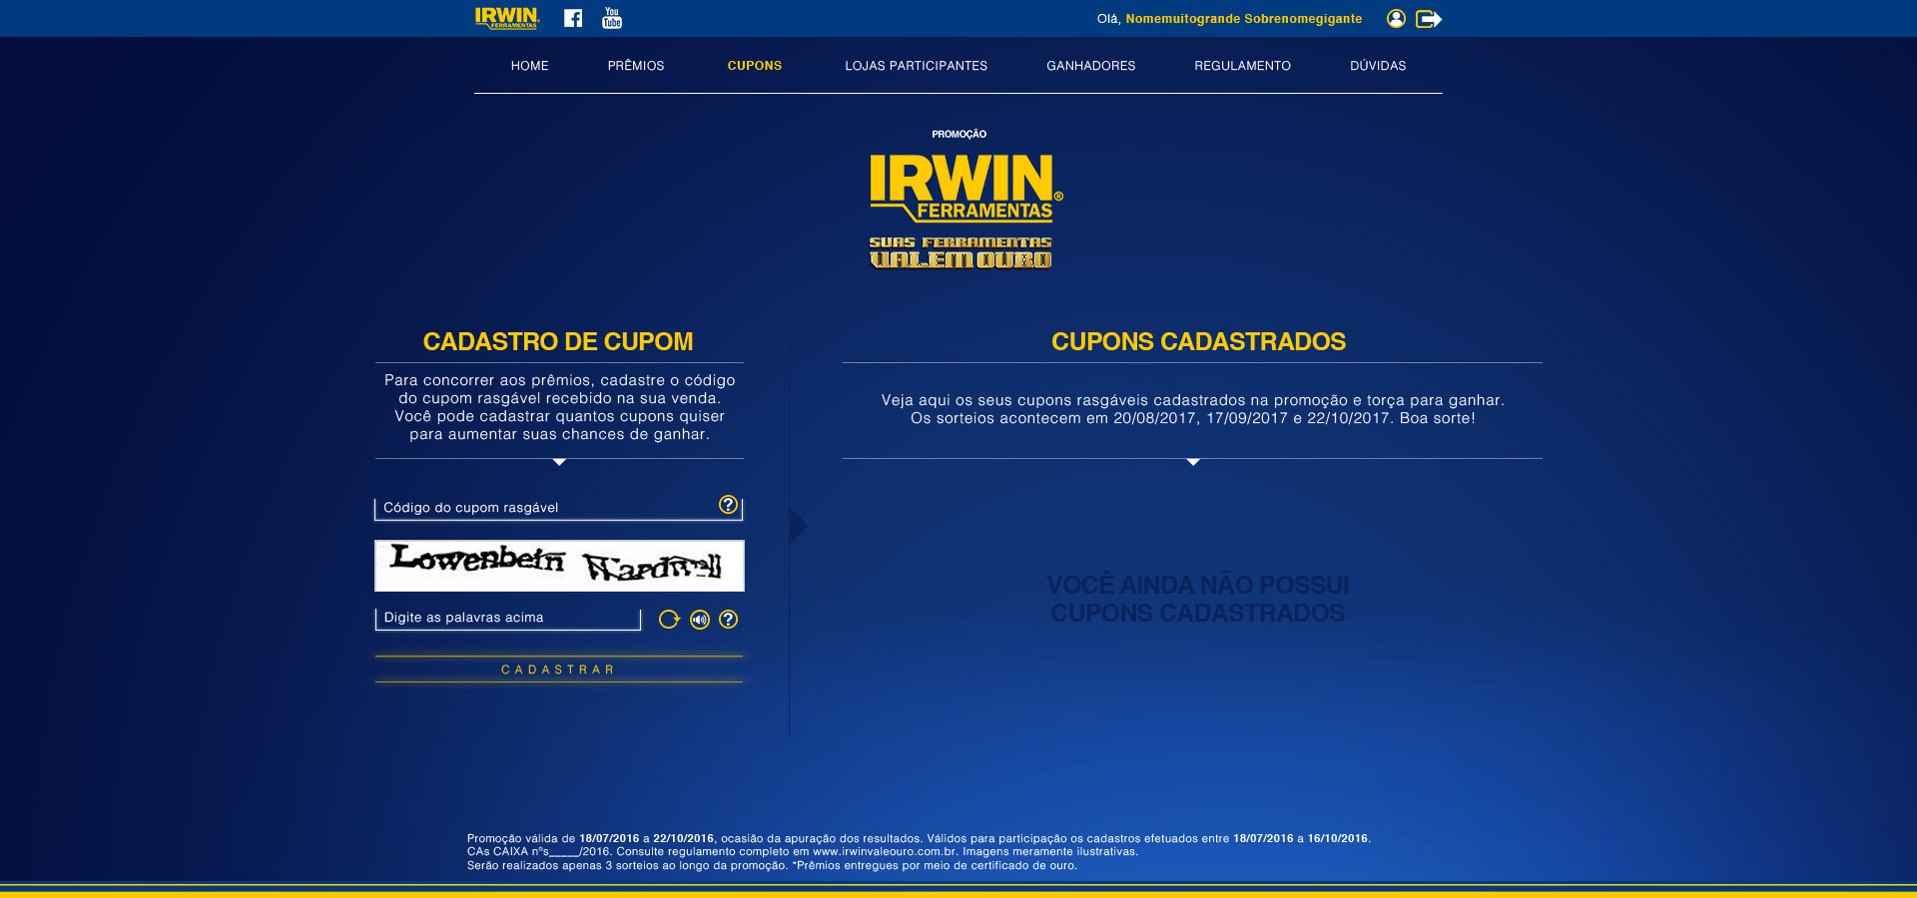 IRWIN
FERRAMENTAS
You
Tube
Olá, Nomemuitogrande Sobrenomegigante
HOME
PRÊMIOS
CUPONS
LOJAS PARTICIPANTES
GANHADORES
REGULAMENTO
DÚVIDAS
PROMOÇÃO
IRWIN®
FERRAMENTAS
SUAS FERRAMENTAS
VALEM OURO
CADASTRO DE CUPOM
Para concorrer aos prêmios, cadastre o código
do cupom rasgável recebido na sua venda.
Você pode cadastrar quantos cupons quiser
para aumentar suas chances de ganhar.
Código do cupom rasgável
?
Lowenbein Wardwell
Digite as palavras acima
?
CADASTRAR
CUPONS CADASTRADOS
Veja aqui os seus cupons rasgáveis cadastrados na promoção e torça para ganhar.
Os sorteios acontecem em 20/08/2017, 17/09/2017 e 22/10/2017. Boa sorte!
VOCÊ AINDA NÃO POSSUI
CUPONS CADASTRADOS
Promoção válida de 18/07/2016 a 22/10/2016, ocasião da apuração dos resultados. Válidos para participação os cadastros efetuados entre 18/07/2016 a 16/10/2016.
CAs CAIXA nºs_____/2016. Consulte regulamento completo em www.irwinvaleouro.com.br. Imagens meramente ilustrativas.
Serão realizados apenas 3 sorteios ao longo da promoção. *Prêmios entregues por meio de certificado de ouro.